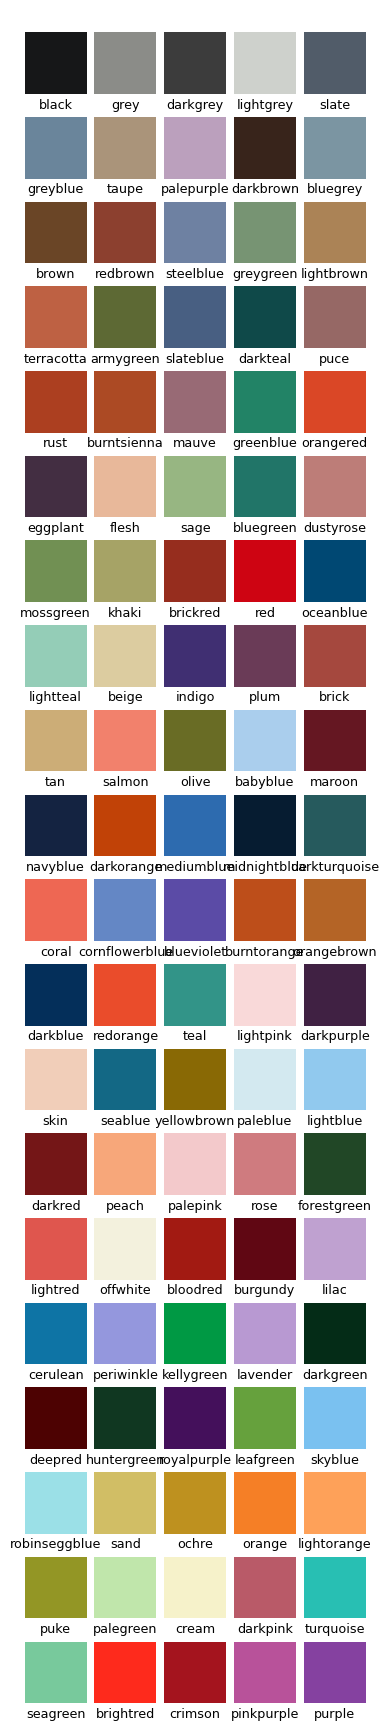 black grey darkgrey lightgrey slate
greyblue taupe palepurple darkbrown bluegrey
brown redbrown steelblue greygreen lightbrown
terracotta armygreen slateblue darkteal puce
rust burntsienna mauve greenblue orangered
eggplant flesh sage bluegreen dustyrose
mossgreen khaki brickred red oceanblue
lightteal beige indigo plum brick
tan salmon olive babyblue maroon
navyblue darkorange mediumblue midnightblue darkturquoise
coral cornflowerblue blueviolet burntorange orangebrown
darkblue redorange teal lightpink darkpurple
skin seablue yellowbrown paleblue lightblue
darkred peach palepink rose forestgreen
lightred offwhite bloodred burgundy lilac
cerulean periwinkle kellygreen lavender darkgreen
deepred huntergreen royalpurple leafgreen skyblue
robinseggblue sand ochre orange lightorange
puke palegreen cream darkpink turquoise
seagreen brightred crimson pinkpurple purple